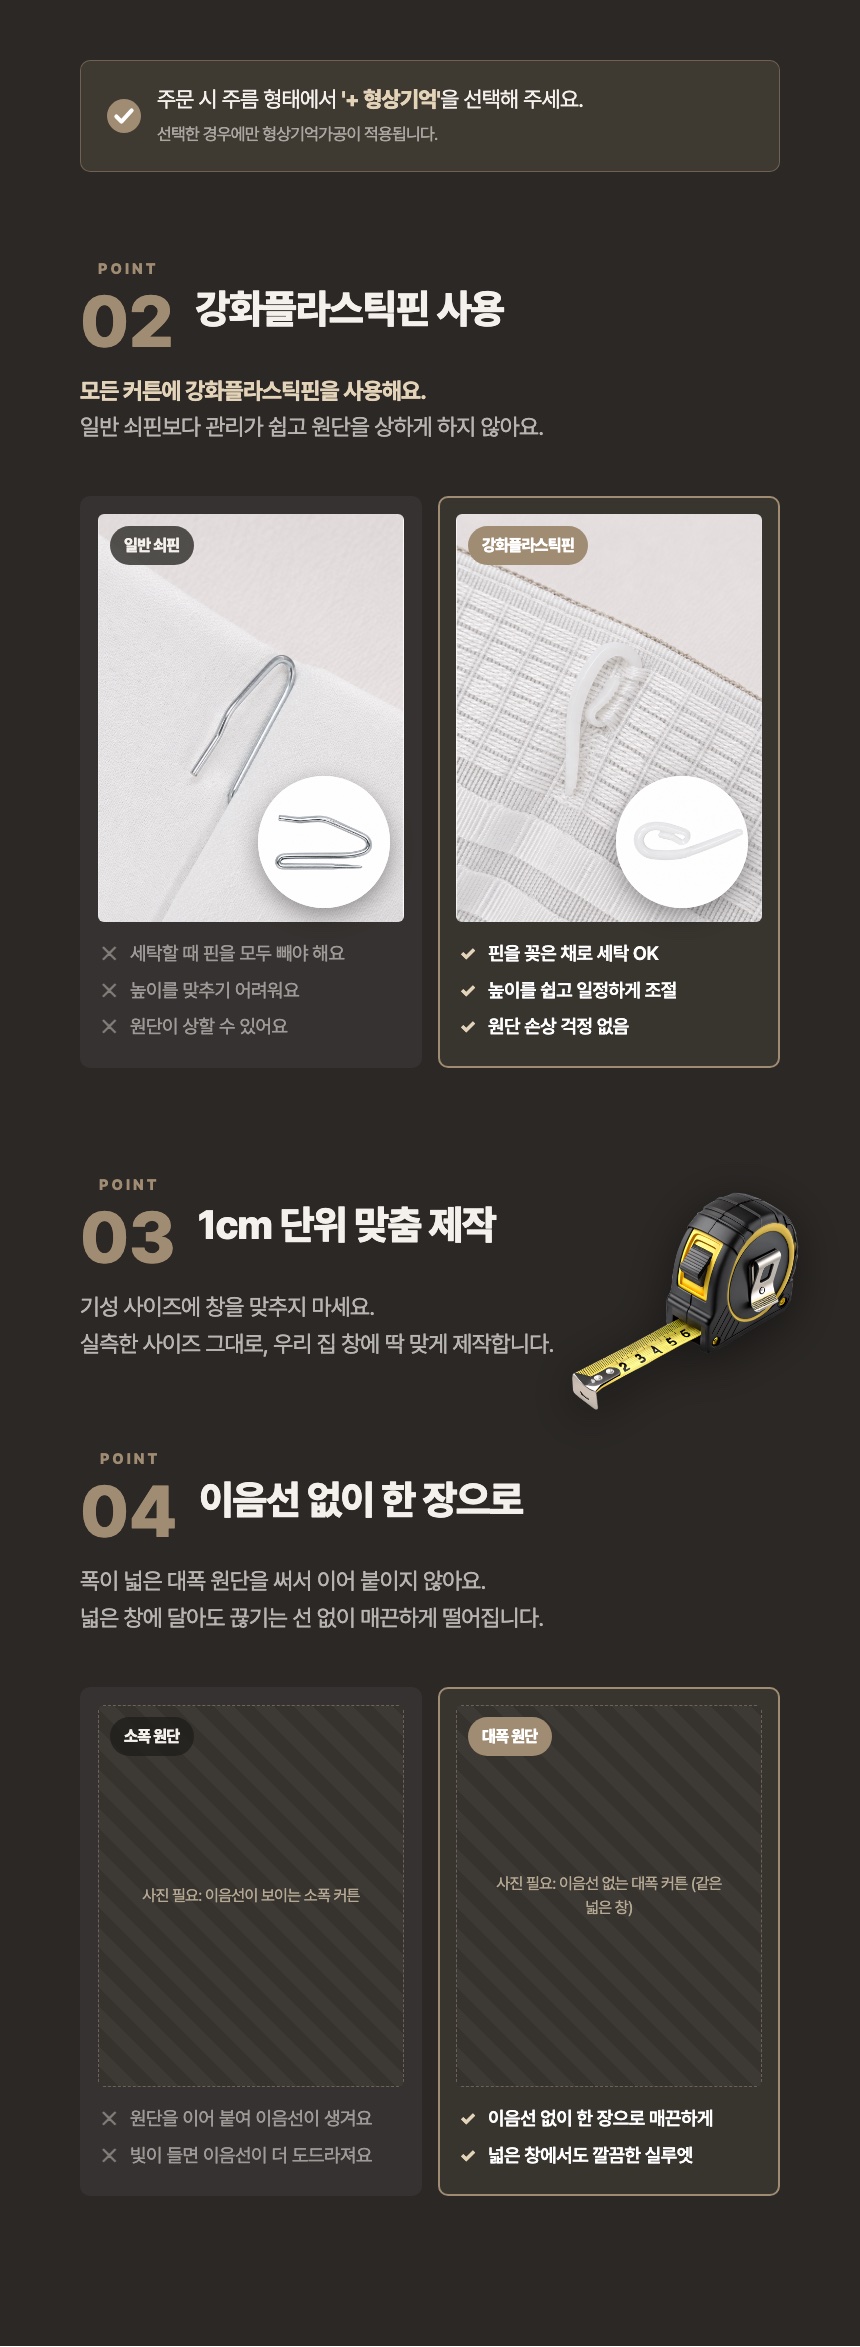 주문 시 주름 형태에서 '+ 형상기억'을 선택해 주세요.
선택한 경우에만 형상기억가공이 적용됩니다.
POINT
02 강화플라스틱핀 사용
모든 커튼에 강화플라스틱핀을 사용해요.
일반 쇠핀보다 관리가 쉽고 원단을 상하게 하지 않아요.
일반 쇠핀
세탁할 때 핀을 모두 빼야 해요
높이를 맞추기 어려워요
원단이 상할 수 있어요
강화플라스틱핀
핀을 꽂은 채로 세탁 OK
높이를 쉽고 일정하게 조절
원단 손상 걱정 없음
POINT
03 1cm 단위 맞춤 제작
기성 사이즈에 창을 맞추지 마세요.
실측한 사이즈 그대로, 우리 집 창에 딱 맞게 제작합니다.
2 3 4 5 6
POINT
04 이음선 없이 한 장으로
폭이 넓은 대폭 원단을 써서 이어 붙이지 않아요.
넓은 창에 달아도 끊기는 선 없이 매끈하게 떨어집니다.
소폭 원단
사진 필요: 이음선이 보이는 소폭 커튼
원단을 이어 붙여 이음선이 생겨요
빛이 들면 이음선이 더 도드라져요
대폭 원단
사진 필요: 이음선 없는 대폭 커튼 (같은
넓은 창)
이음선 없이 한 장으로 매끈하게
넓은 창에서도 깔끔한 실루엣